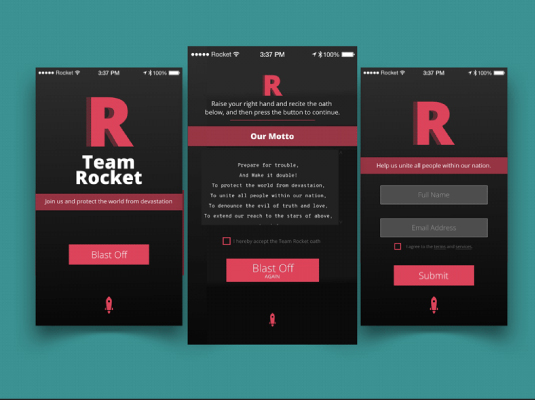 Rocket 3:37 PM 100%
R
Team
Rocket
Join us and protect the world from devastation
Blast Off
Rocket 3:37 PM 100%
R
Raise your right hand and recite the oath
below, and then press the button to continue.
Our Motto
Prepare for trouble,
And Make it double!
To protect the world from devastaion,
To unite all people within our nation,
To denounce the evil of truth and love,
To extend our reach to the stars of above,
I hereby accept the Team Rocket oath
Blast Off
AGAIN
Rocket 3:37 PM 100%
R
Help us unite all people within our nation.
Full Name
Email Address
I agree to the terms and services
Submit